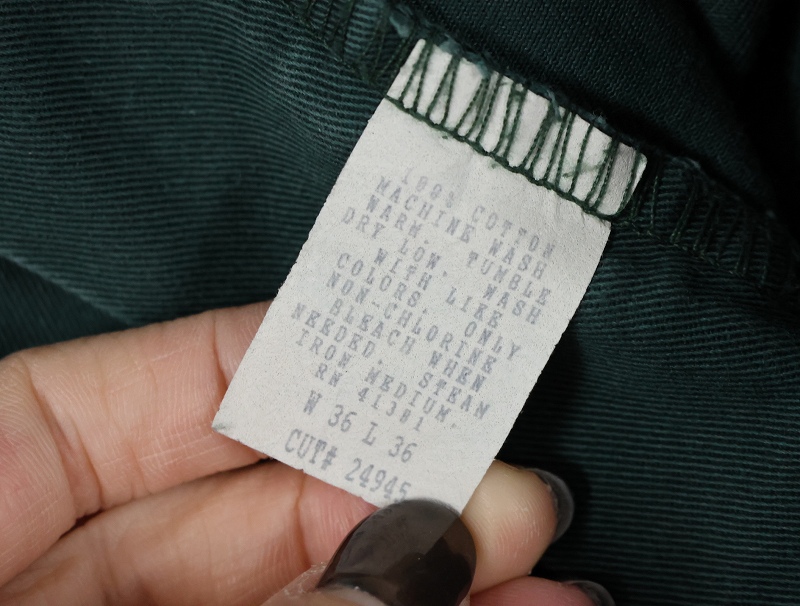 100% COTTON
MACHINE WASH
WARM. TUMBLE
DRY LOW. WASH
WITH LIKE
COLORS. ONLY
NON-CHLORINE
BLEACH WHEN
NEEDED. STEAM
IRON MEDIUM.
RN 41381
W 36 L 36
CUT# 24945